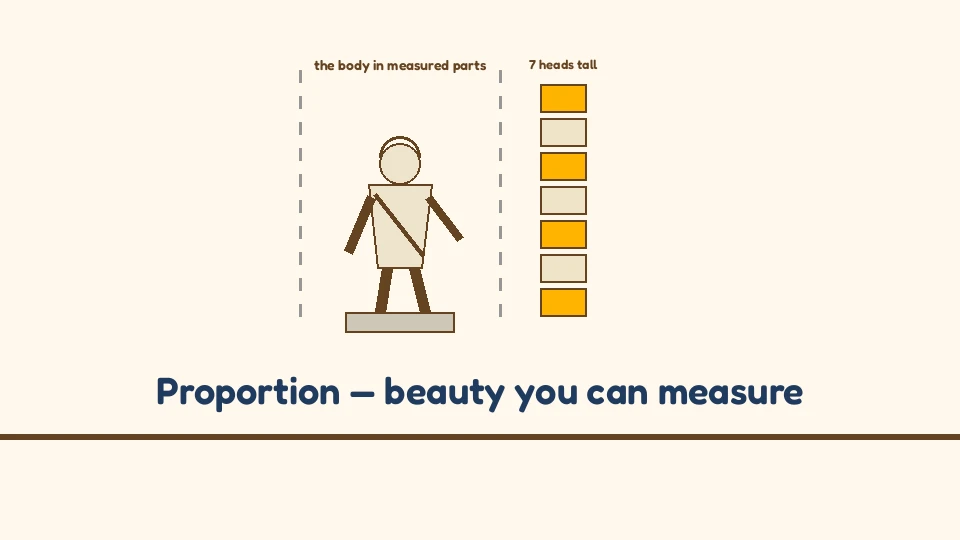 the body in measured parts
7 heads tall
Proportion — beauty you can measure